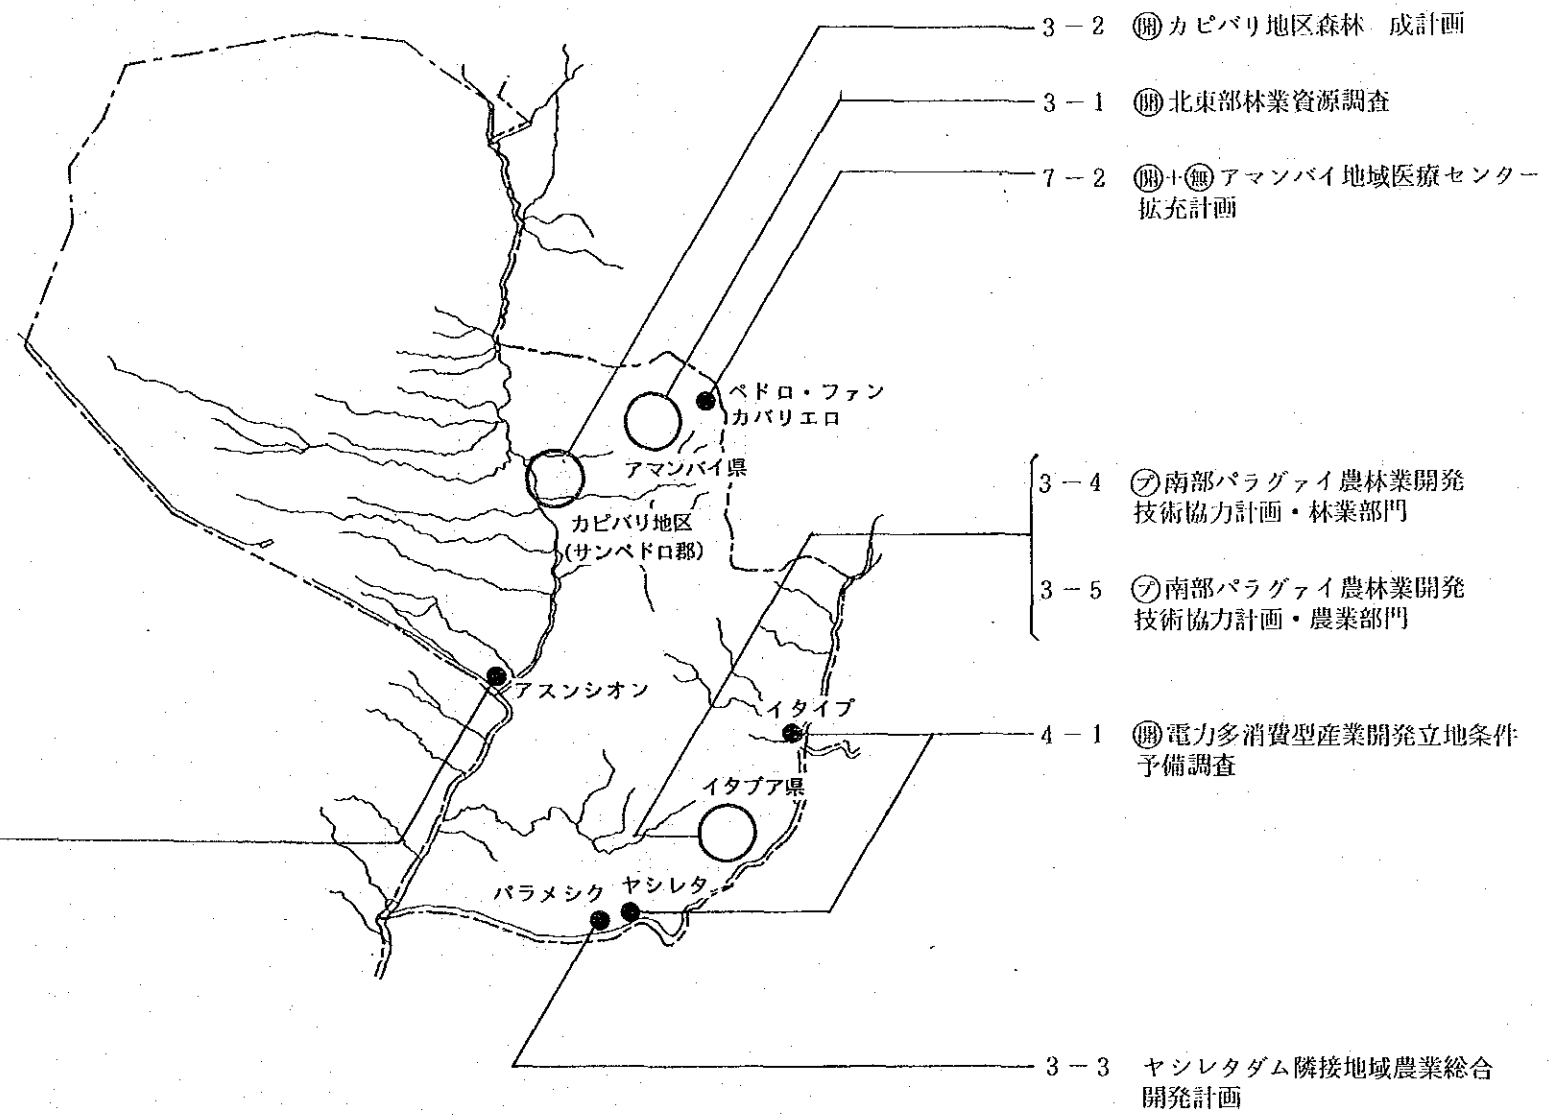 3-2 ㊫カピバリ地区森林 成計画
3-1 北東部林業資源調査
7-2 +㊒アマンバイ地域医療センター
拡充計画
ペドロ・ファン
カバリエロ
アマンバイ県
カピバリ地区
(サンペドロ郡)
3-4 ㋫南部パラグァイ農林業開発
技術協力計画・林業部門
3-5 ㋫南部パラグァイ農林業開発
技術協力計画・農業部門
アスンシオン
イタイプ
4-1 電力多消費型産業開発立地条件
予備調査
イタプア県
パラメシク
ヤシレタ
3-3 ヤシレタダム隣接地域農業総合
開発計画